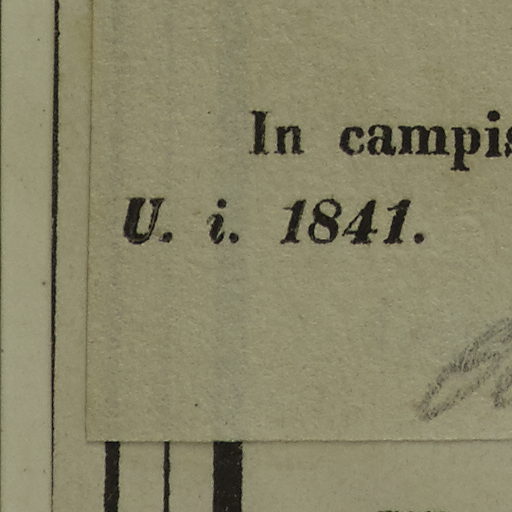 In campis
U. i. 1841.